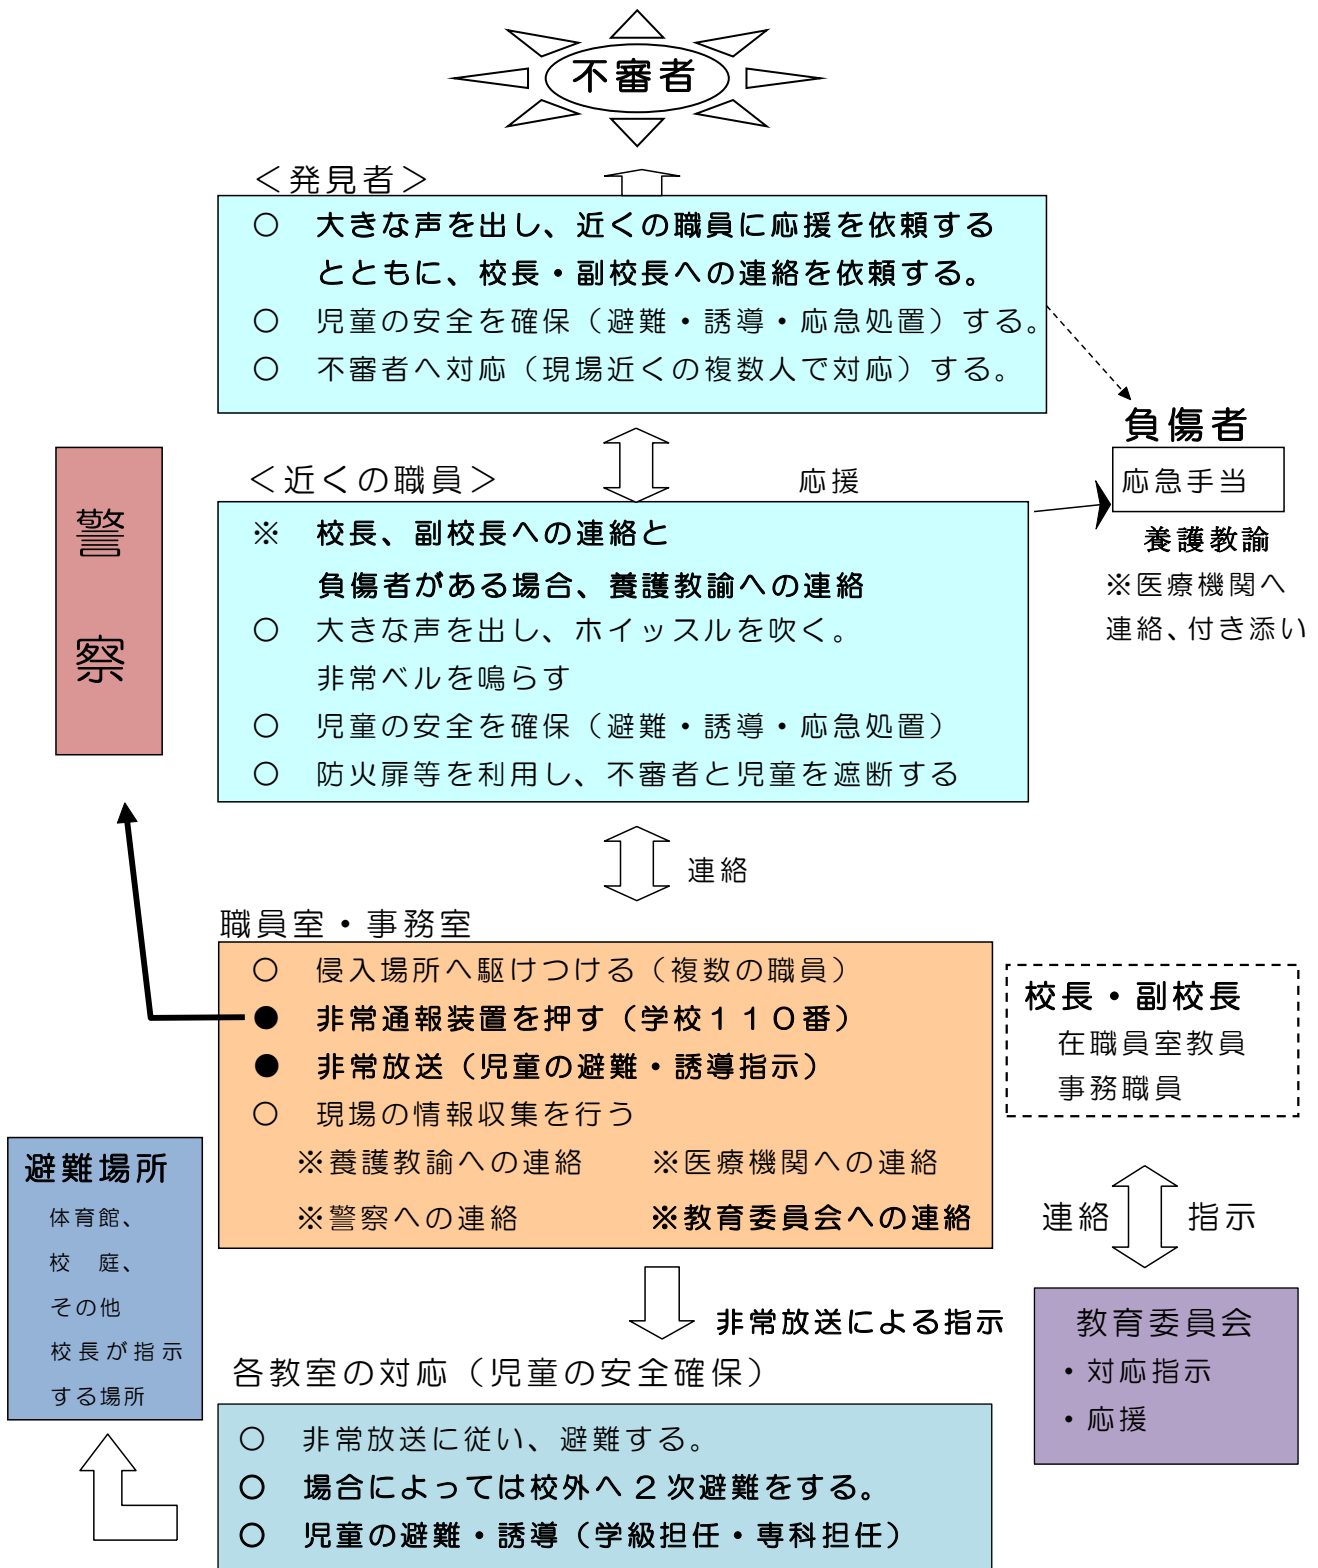 不審者
＜発見者＞
○　大きな声を出し、近くの職員に応援を依頼する
とともに、校長・副校長への連絡を依頼する。
○　児童の安全を確保（避難・誘導・応急処置）する。
○　不審者へ対応（現場近くの複数人で対応）する。
負傷者
応急手当
養護教諭
※医療機関へ
連絡、付き添い
警
察
＜近くの職員＞
応援
※　校長、副校長への連絡と
負傷者がある場合、養護教諭への連絡
○　大きな声を出し、ホイッスルを吹く。
非常ベルを鳴らす
○　児童の安全を確保（避難・誘導・応急処置）
○　防火扉等を利用し、不審者と児童を遮断する
連絡
職員室・事務室
○　侵入場所へ駆けつける（複数の職員）
●　非常通報装置を押す（学校１１０番）
●　非常放送（児童の避難・誘導指示）
○　現場の情報収集を行う
※養護教諭への連絡　　※医療機関への連絡
※警察への連絡　　※教育委員会への連絡
校長・副校長
在職員室教員
事務職員
連絡　指示
教育委員会
・対応指示
・応援
避難場所
体育館、
校　庭、
その他
校長が指示
する場所
非常放送による指示
各教室の対応（児童の安全確保）
○　非常放送に従い、避難する。
○　場合によっては校外へ２次避難をする。
○　児童の避難・誘導（学級担任・専科担任）